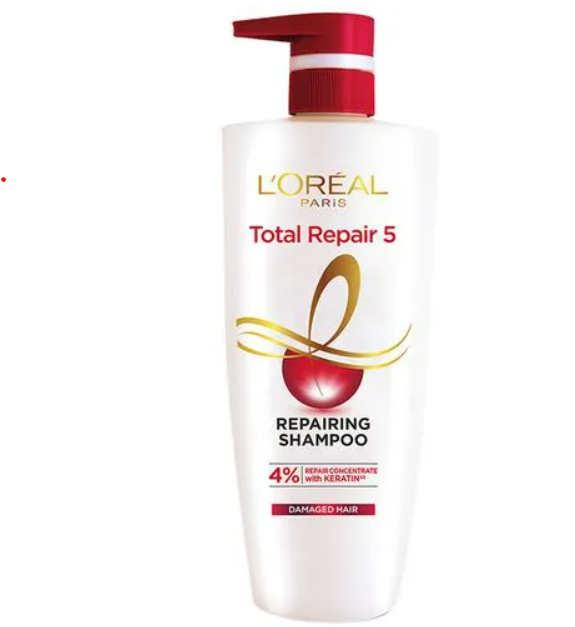 L'ORÉAL
PARIS
Total Repair 5
REPAIRING
SHAMPOO
4% REPAIR CONCENTRATE
with KERATIN
DAMAGED HAIR